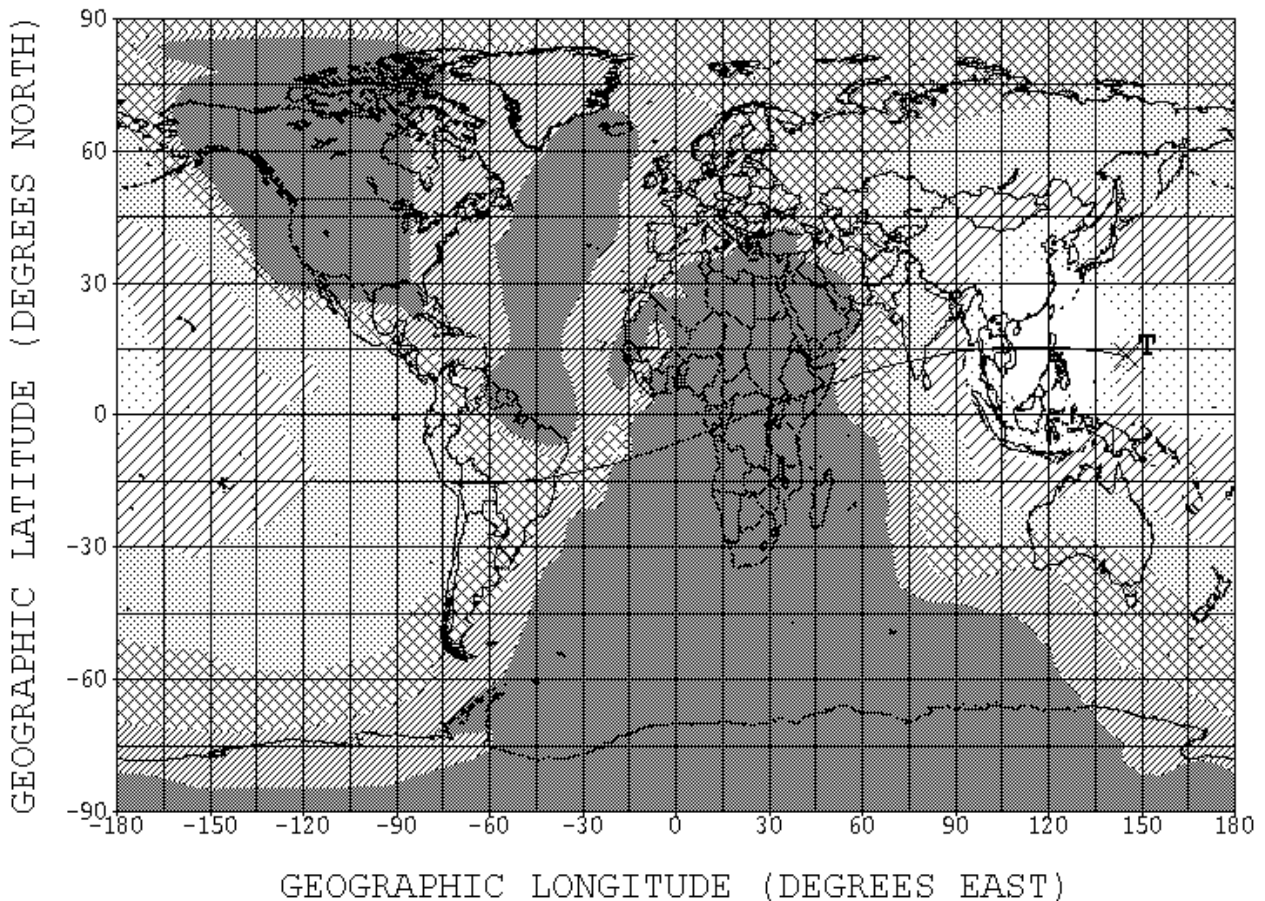 GEOGRAPHIC LATITUDE (DEGREES NORTH)
90
60
30
0
-30
-60
-90
T
-180 -150 -120 -90 -60 -30 0 30 60 90 120 150 180
GEOGRAPHIC LONGITUDE (DEGREES EAST)